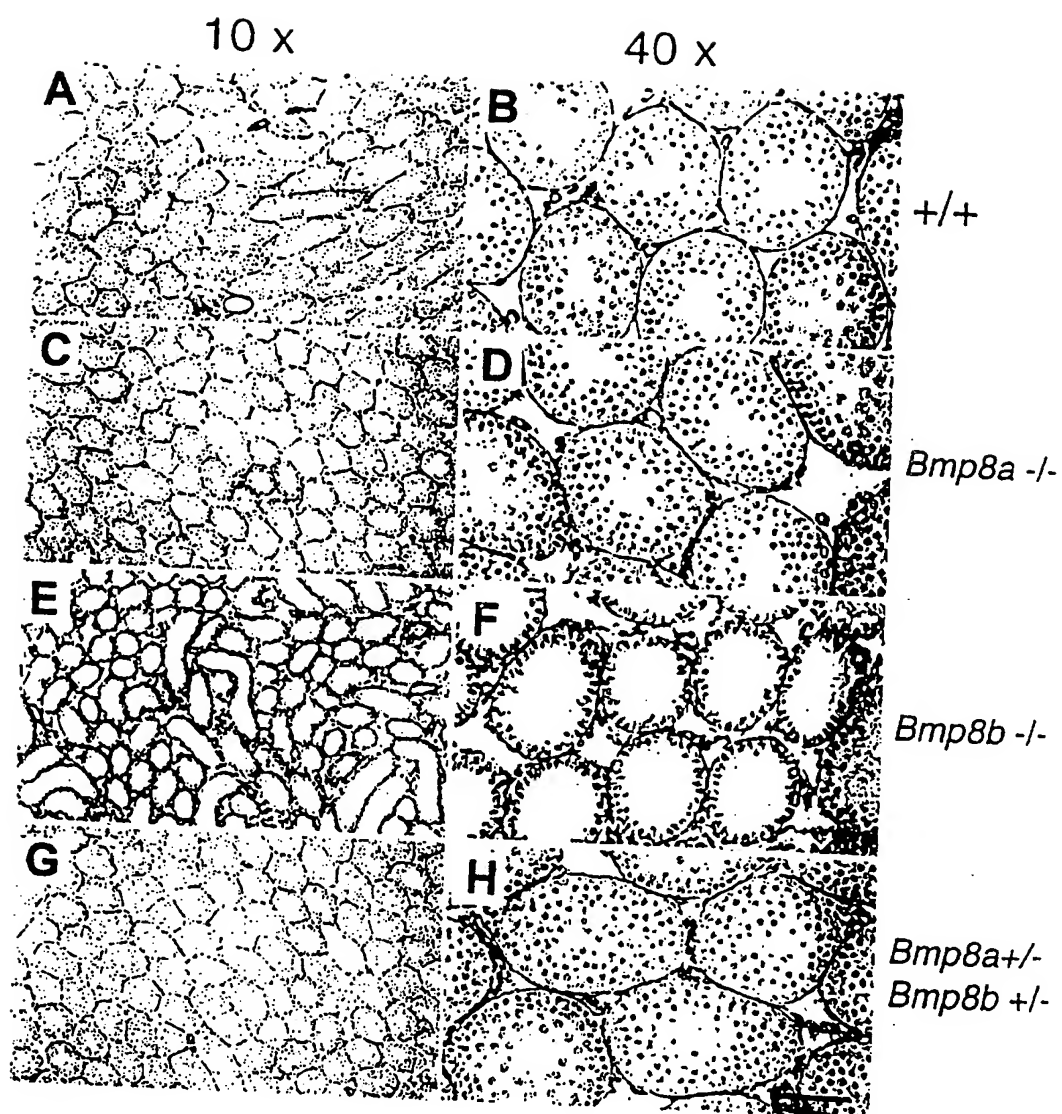 10 x
40 x
A
B
+/+
C
D
Bmp8a -/-
E
F
Bmp8b -/-
G
H
Bmp8a+/-
Bmp8b +/-